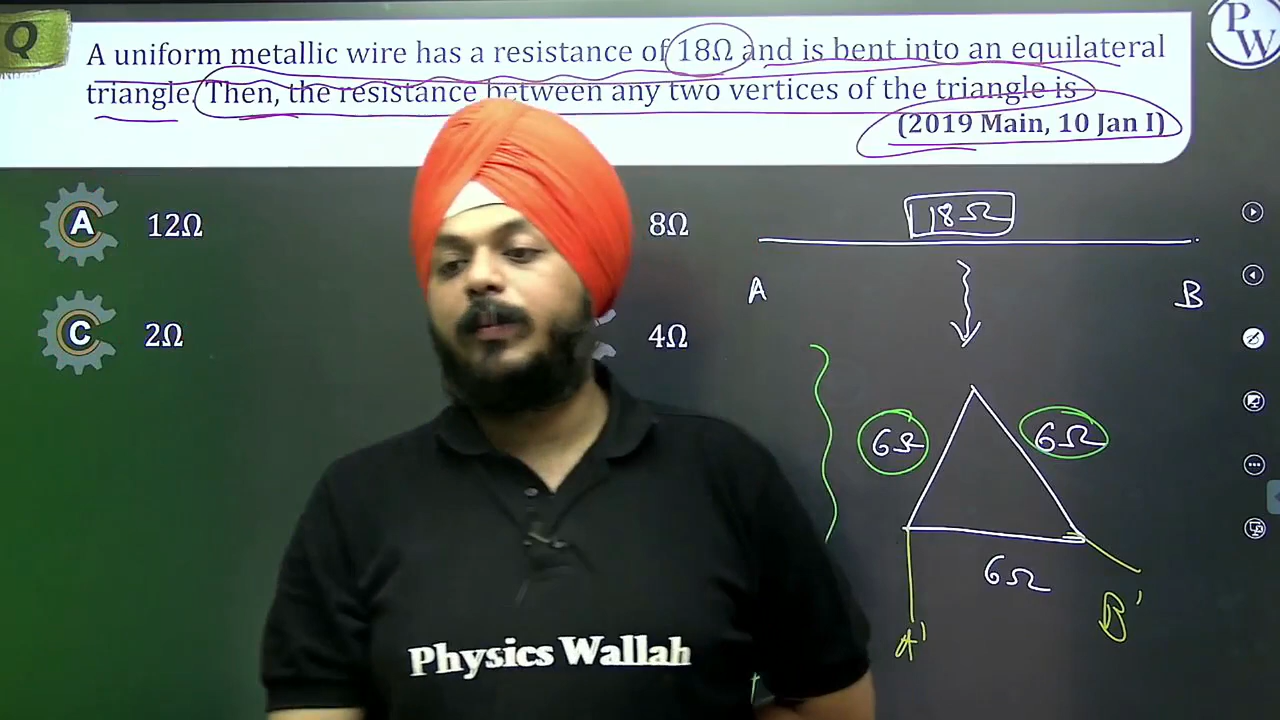 Q
A uniform metallic wire has a resistance of 18Ω and is bent into an equilateral
triangle. Then, the resistance between any two vertices of the triangle is
(2019 Main, 10 Jan I)
P
W
A 12Ω
8Ω
C 2Ω
4Ω
18Ω
A
B
6Ω
6Ω
6Ω
A'
B'
Physics Wallah